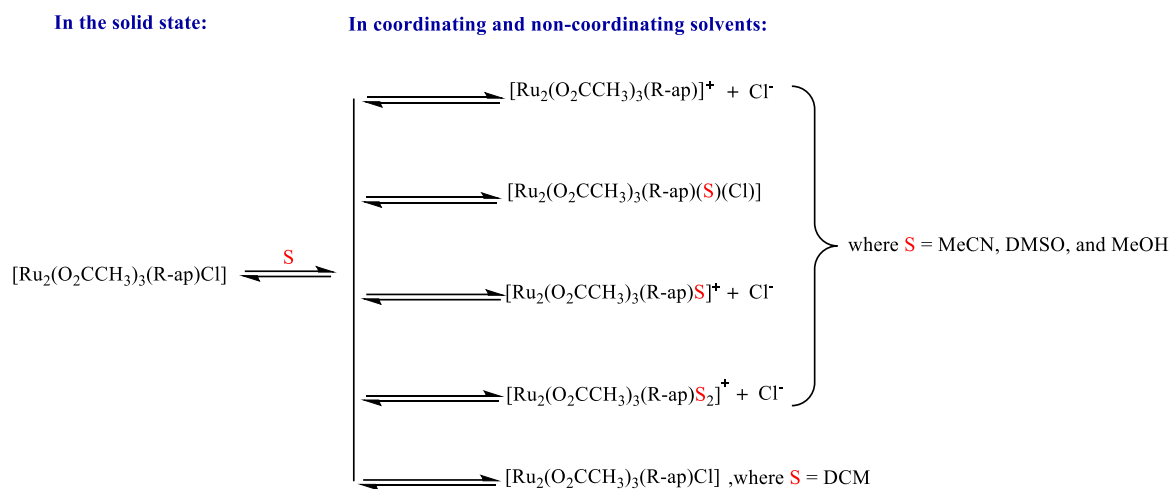 In the solid state: In coordinating and non-coordinating solvents:
[Ru₂(O₂CCH₃)₃(R-ap)]⁺ + Cl⁻
[Ru₂(O₂CCH₃)₃(R-ap)(S)(Cl)]
where S = MeCN, DMSO, and MeOH
S
[Ru₂(O₂CCH₃)₃(R-ap)Cl]
[Ru₂(O₂CCH₃)₃(R-ap)S]⁺ + Cl⁻
[Ru₂(O₂CCH₃)₃(R-ap)S₂]⁺ + Cl⁻
[Ru₂(O₂CCH₃)₃(R-ap)Cl] ,where S = DCM